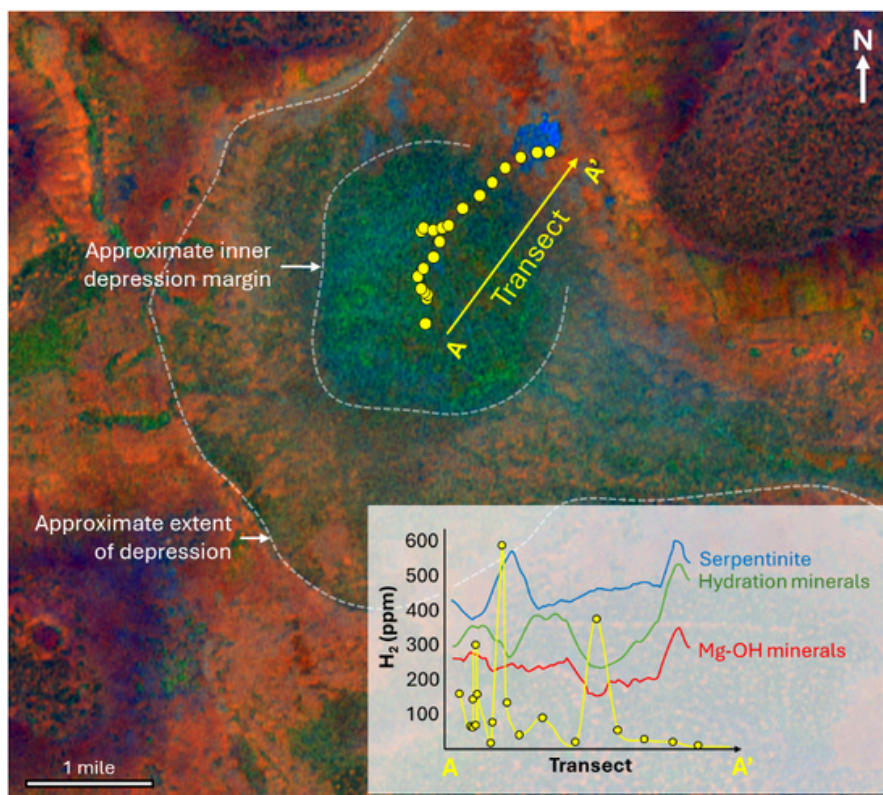 N
A'
Transect
A
Approximate inner
depression margin
Approximate extent
of depression
1 mile
600
500
400
300
200
100
H₂ (ppm)
Serpentinite
Hydration minerals
Mg-OH minerals
A
Transect
A'